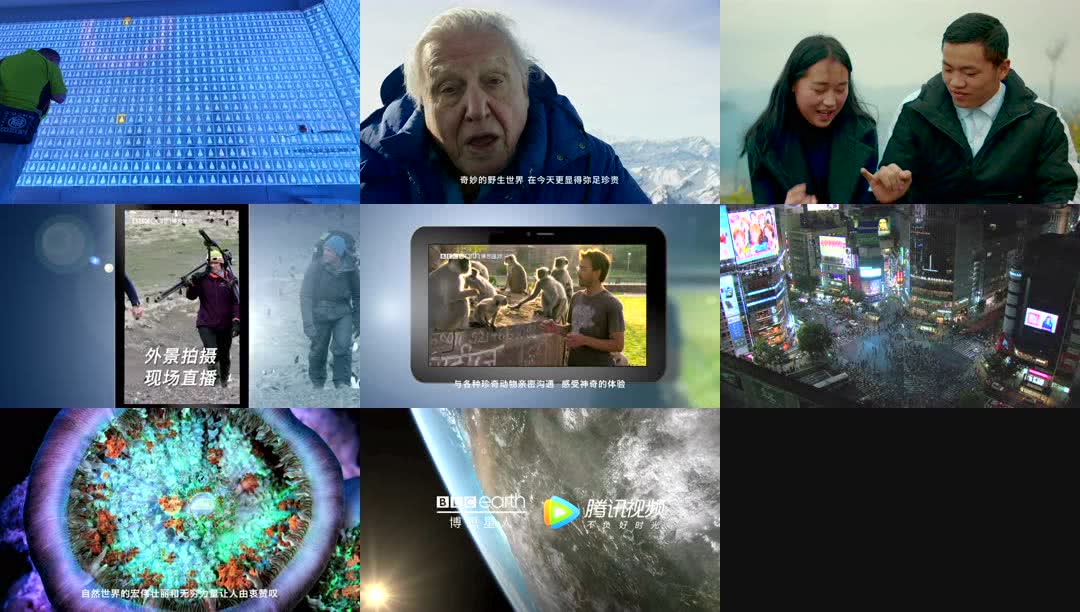 奇妙的野生世界 在今天更显得弥足珍贵
外景拍摄
现场直播
与各种珍奇动物亲密沟通 感受神奇的体验
自然世界的宏伟壮丽和无穷力量让人由衷赞叹
BBC earth
腾讯视频
不负好时光